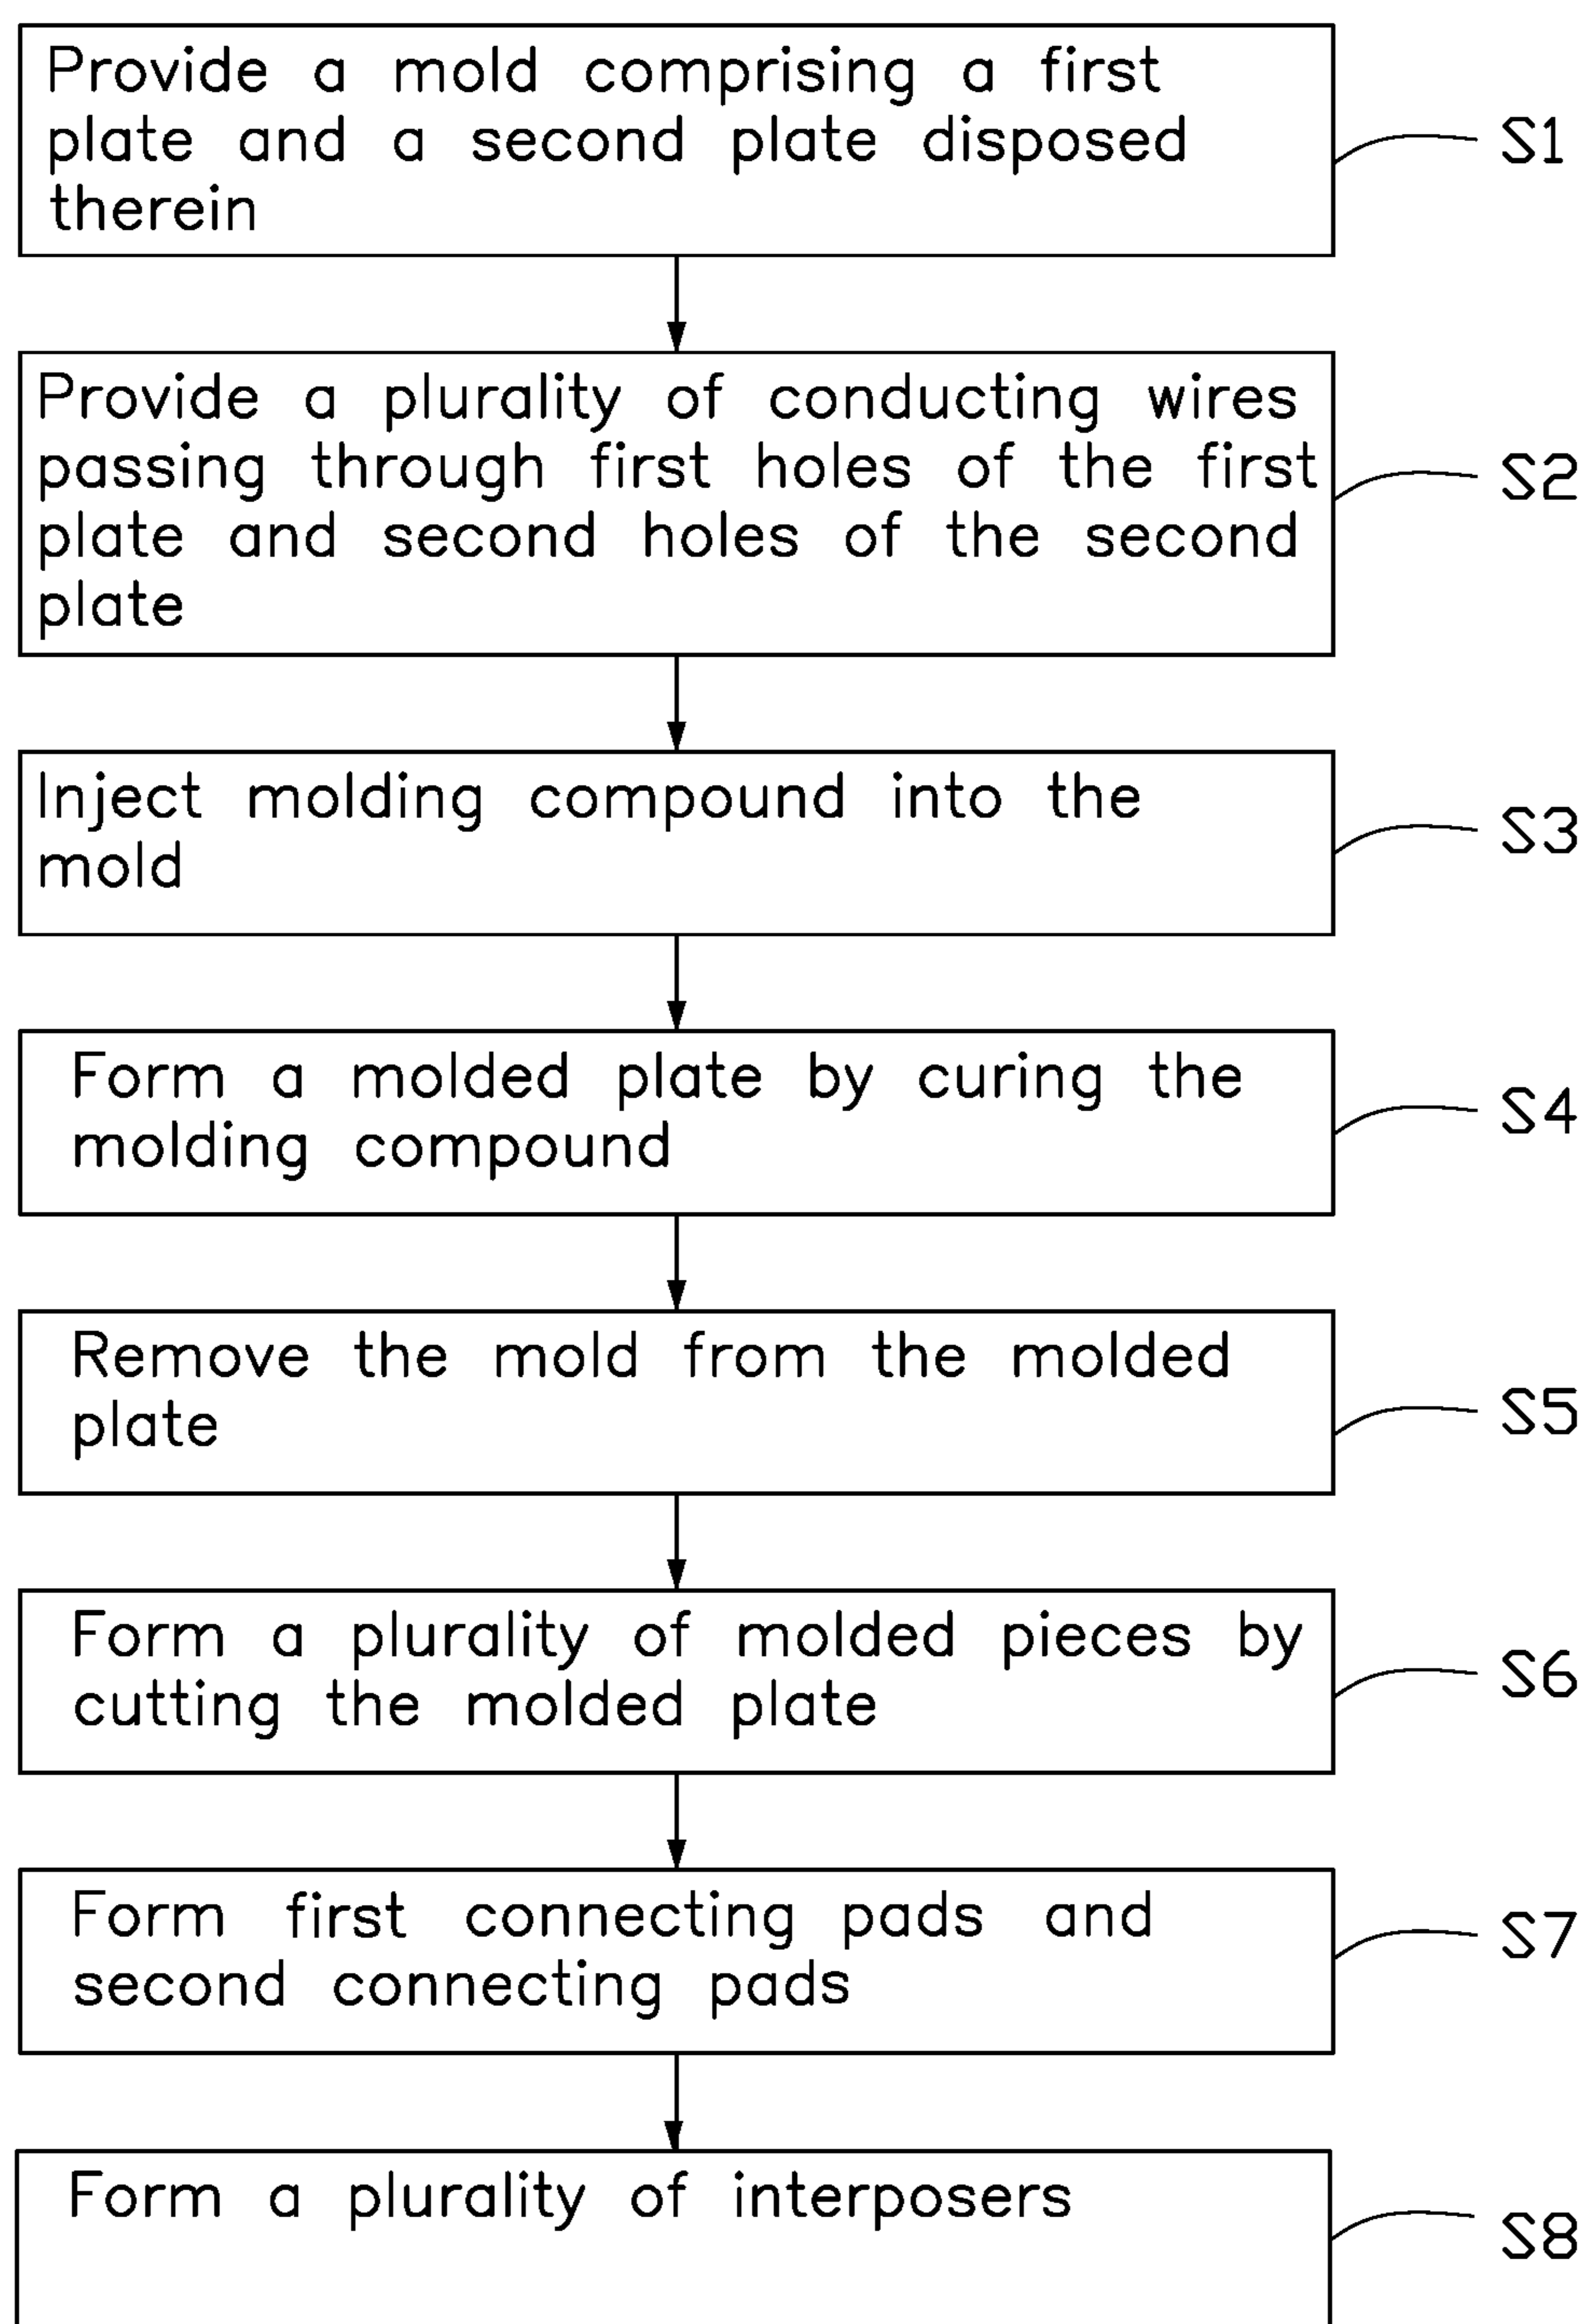 Provide a mold comprising a first
plate and a second plate disposed
therein
S1
Provide a plurality of conducting wires
passing through first holes of the first
plate and second holes of the second
plate
S2
Inject molding compound into the
mold
S3
Form a molded plate by curing the
molding compound
S4
Remove the mold from the molded
plate
S5
Form a plurality of molded pieces by
cutting the molded plate
S6
Form first connecting pads and
second connecting pads
S7
Form a plurality of interposers
S8